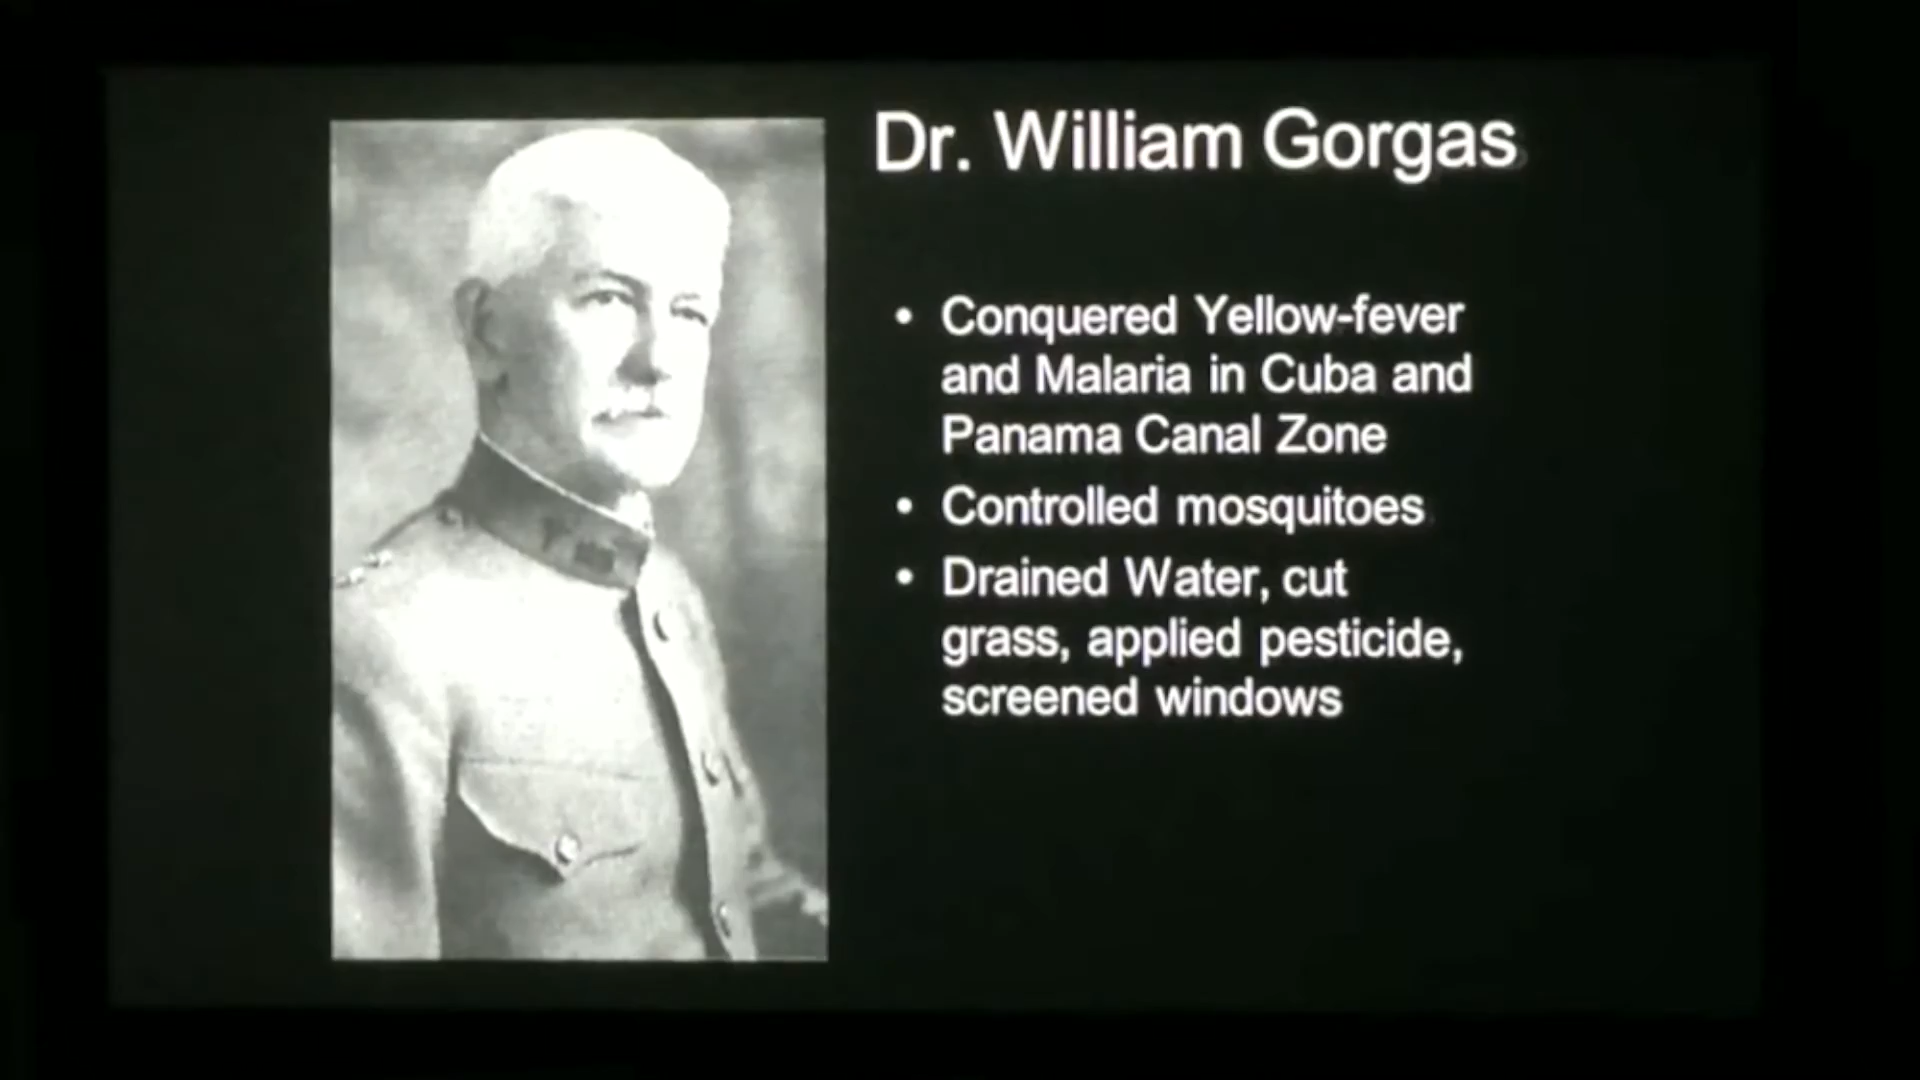 Dr. William Gorgas
• Conquered Yellow-fever
and Malaria in Cuba and
Panama Canal Zone
• Controlled mosquitoes
• Drained Water, cut
grass, applied pesticide,
screened windows